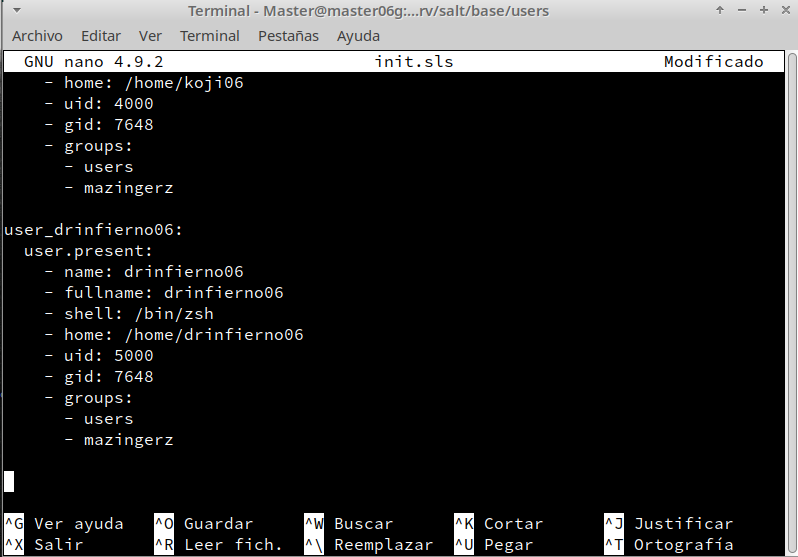 Terminal - Master@master06g:...rv/salt/base/users
Archivo Editar Ver Terminal Pestañas Ayuda
GNU nano 4.9.2 init.sls Modificado
- home: /home/koji06
- uid: 4000
- gid: 7648
- groups:
- users
- mazingerz
user_drinfierno06:
user.present:
- name: drinfierno06
- fullname: drinfierno06
- shell: /bin/zsh
- home: /home/drinfierno06
- uid: 5000
- gid: 7648
- groups:
- users
- mazingerz
^G Ver ayuda ^O Guardar ^W Buscar ^K Cortar ^J Justificar
^X Salir ^R Leer fich. ^\ Reemplazar ^U Pegar ^T Ortografía